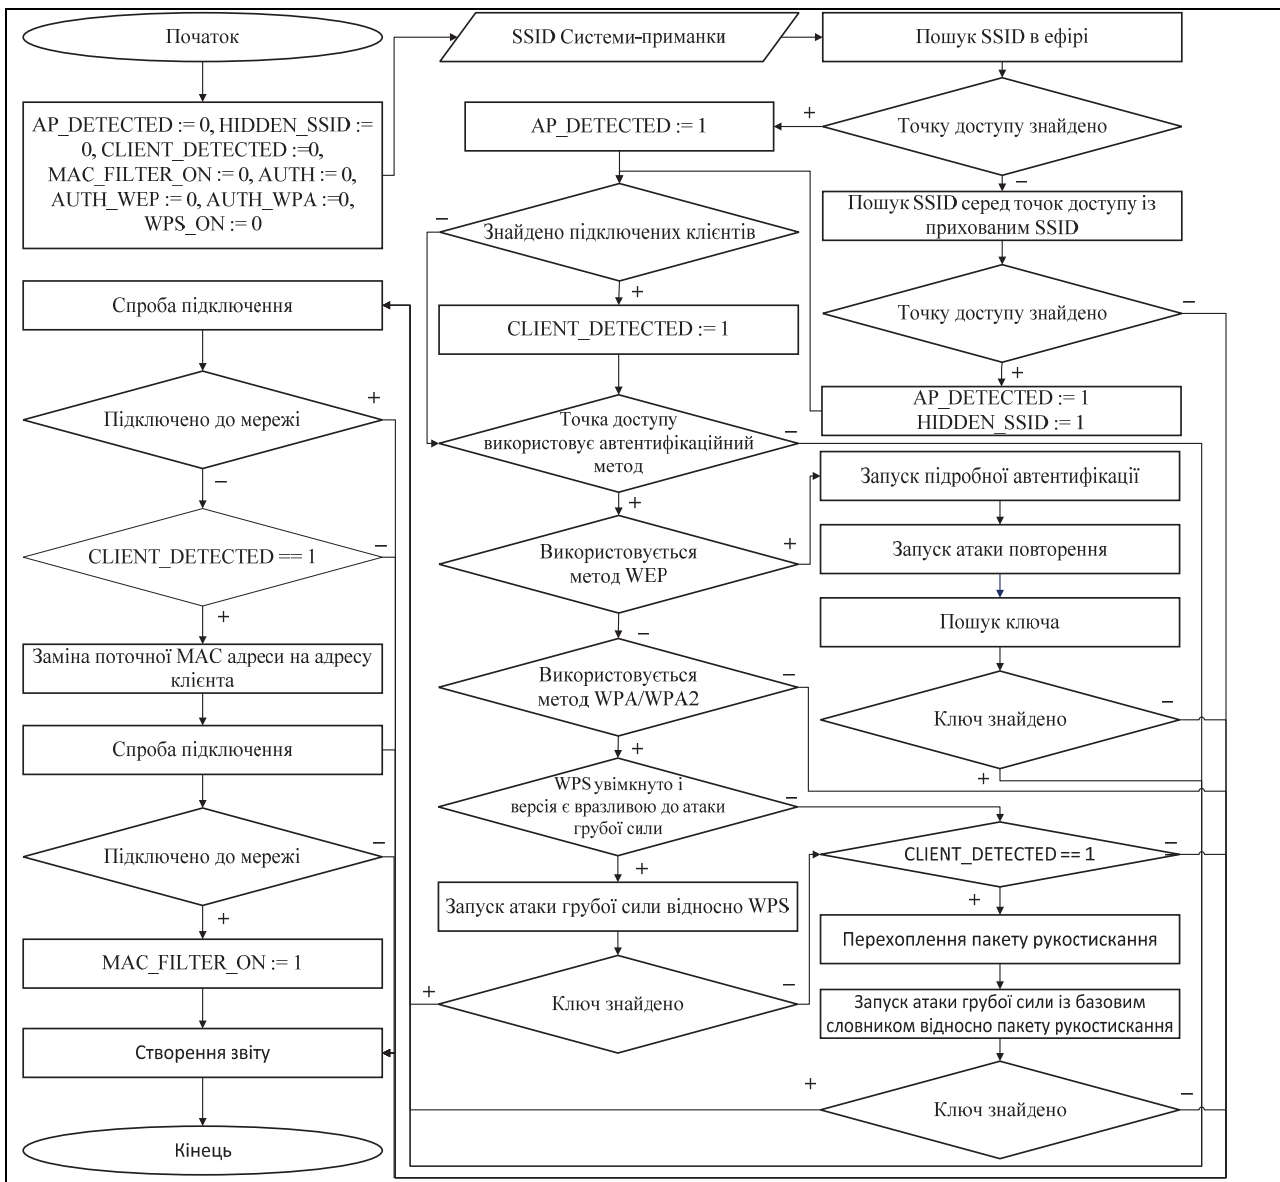 Початок
AP_DETECTED := 0, HIDDEN_SSID :=
0, CLIENT_DETECTED :=0,
MAC_FILTER_ON := 0, AUTH := 0,
AUTH_WEP := 0, AUTH_WPA :=0,
WPS_ON := 0
SSID Системи-приманки
Пошук SSID в ефірі
Точку доступу знайдено
+
−
AP_DETECTED := 1
Пошук SSID серед точок доступу із
прихованим SSID
Точку доступу знайдено
−
+
AP_DETECTED := 1
HIDDEN_SSID := 1
Знайдено підключених клієнтів
−
+
CLIENT_DETECTED := 1
Точка доступу
використовує автентифікаційний
метод
−
+
Використовується
метод WEP
+
−
Запуск підробної автентифікації
Запуск атаки повторення
Пошук ключа
Ключ знайдено
−
+
Використовується
метод WPA/WPA2
−
+
WPS увімкнуто і
версія є вразливою до атаки
грубої сили
−
+
Запуск атаки грубої сили відносно WPS
Ключ знайдено
+
−
CLIENT_DETECTED == 1
−
+
Перехоплення пакету рукостискання
Запуск атаки грубої сили із базовим
словником відносно пакету рукостискання
Ключ знайдено
+
−
Спроба підключення
Підключено до мережі
+
−
CLIENT_DETECTED == 1
−
+
Заміна поточної MAC адреси на адресу
клієнта
Спроба підключення
Підключено до мережі
−
+
MAC_FILTER_ON := 1
Створення звіту
Кінець